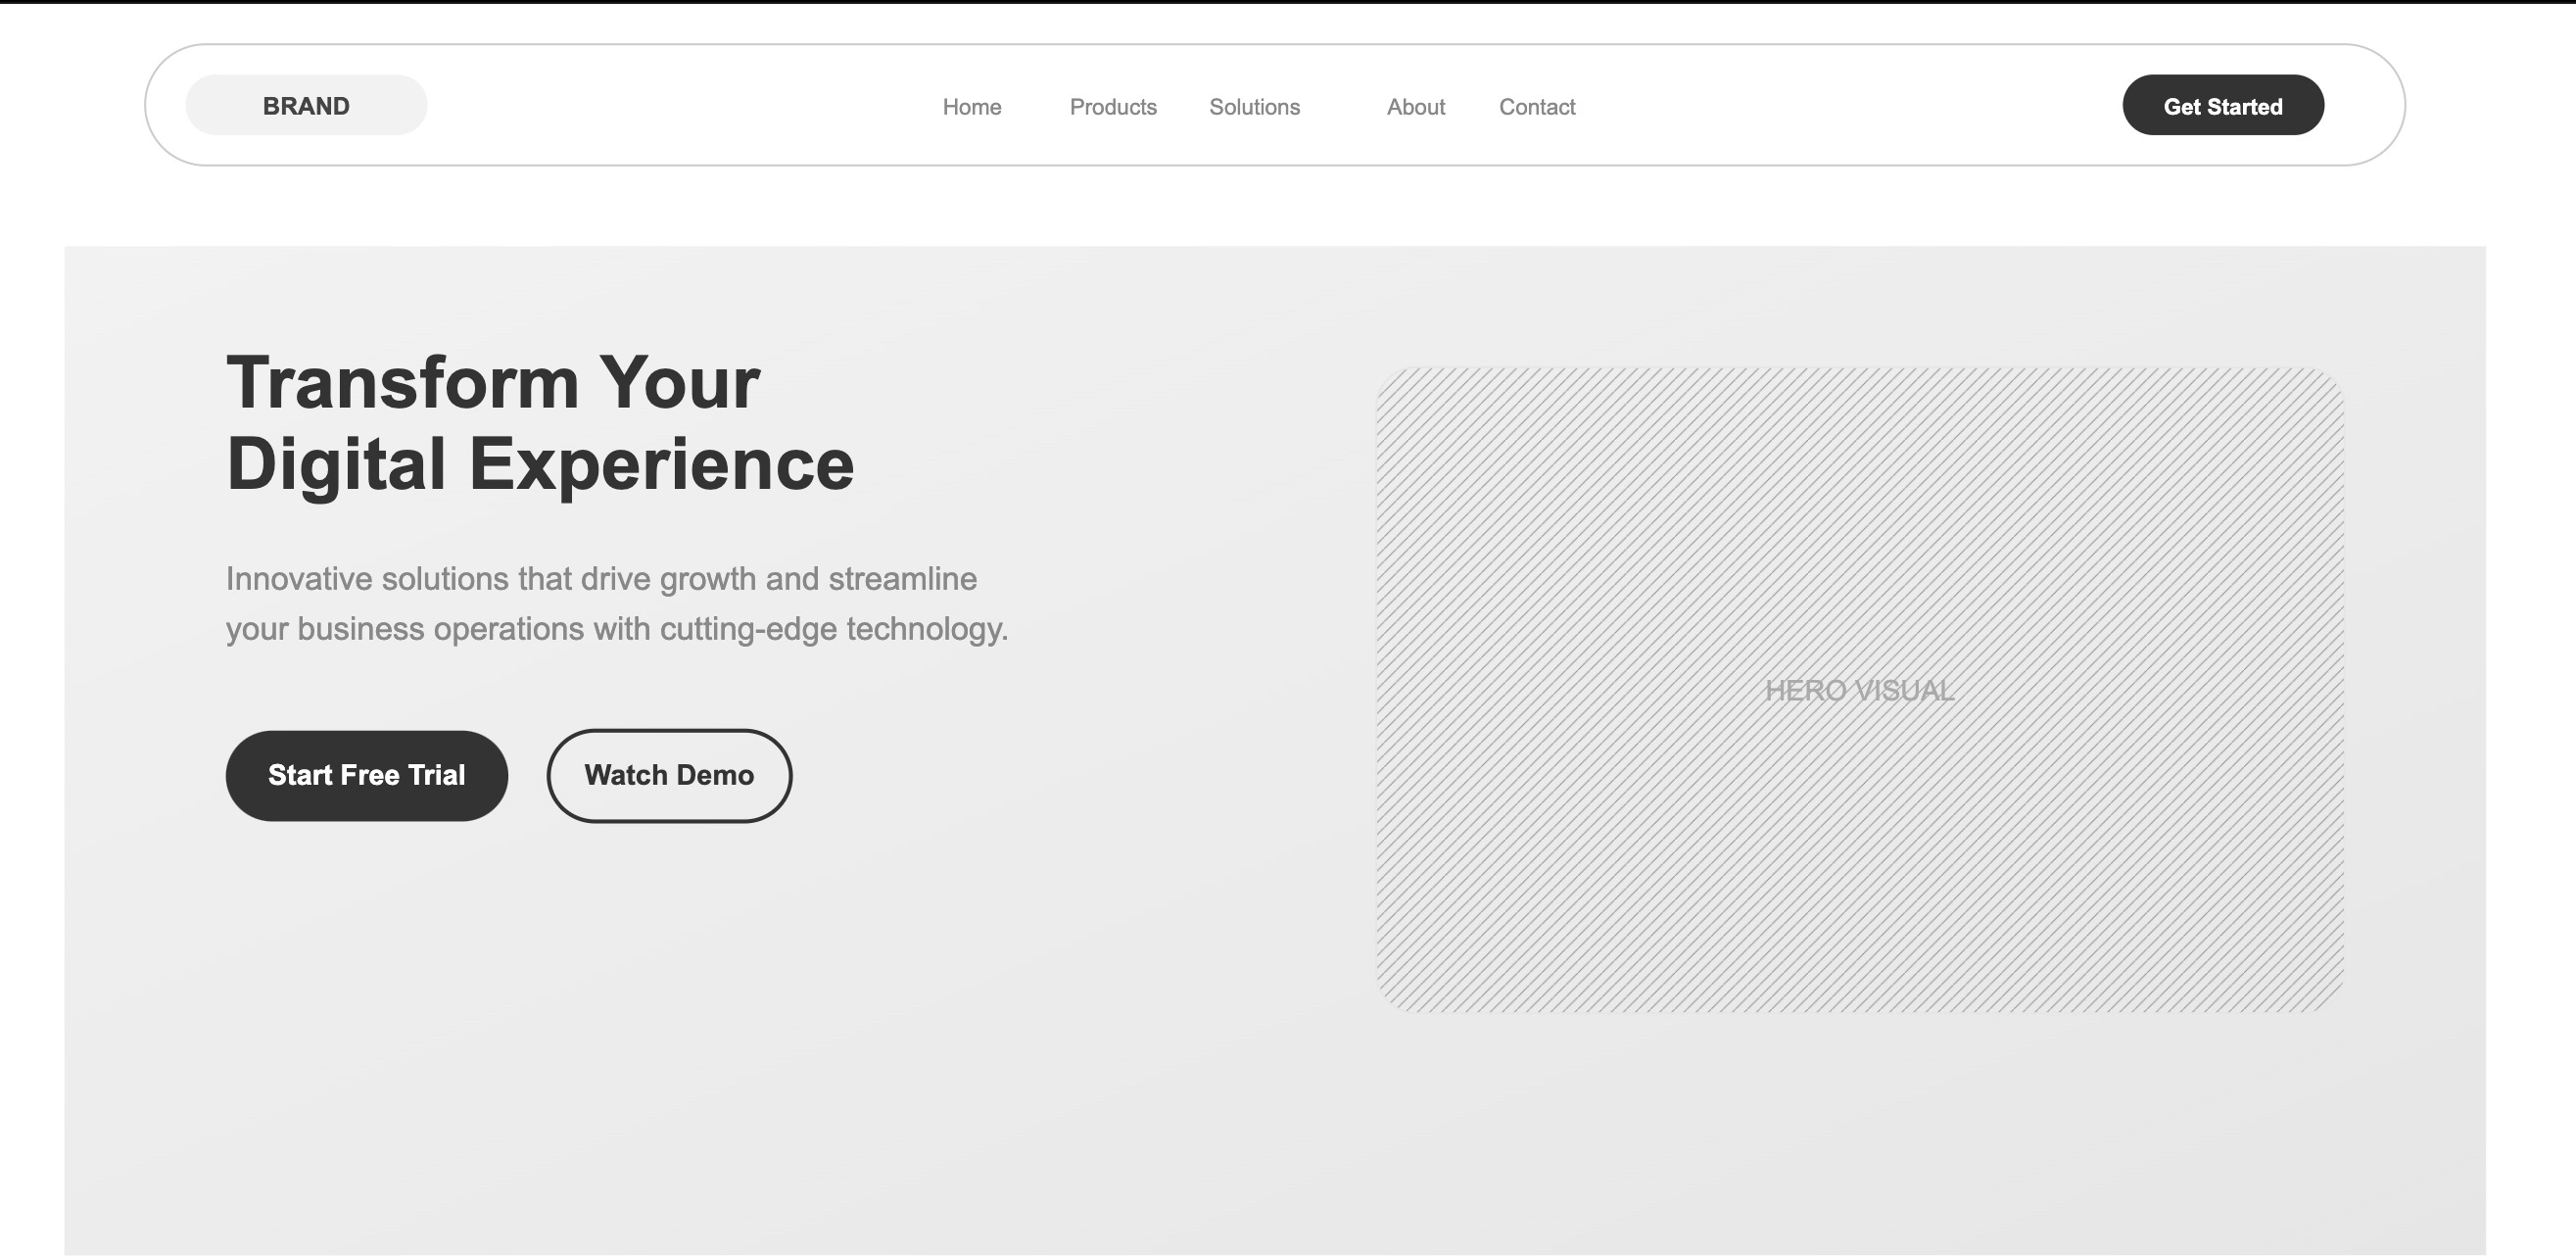 BRAND
Home Products Solutions About Contact
Get Started
Transform Your
Digital Experience
Innovative solutions that drive growth and streamline
your business operations with cutting-edge technology.
Start Free Trial
Watch Demo
HERO VISUAL